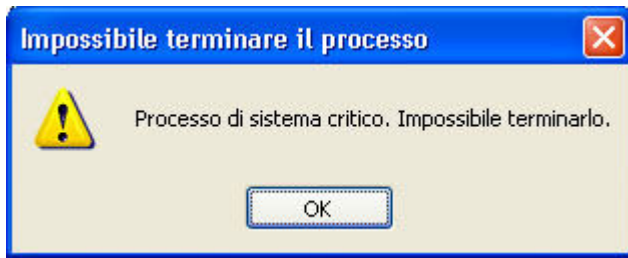 Impossibile terminare il processo
Processo di sistema critico. Impossibile terminarlo.
OK